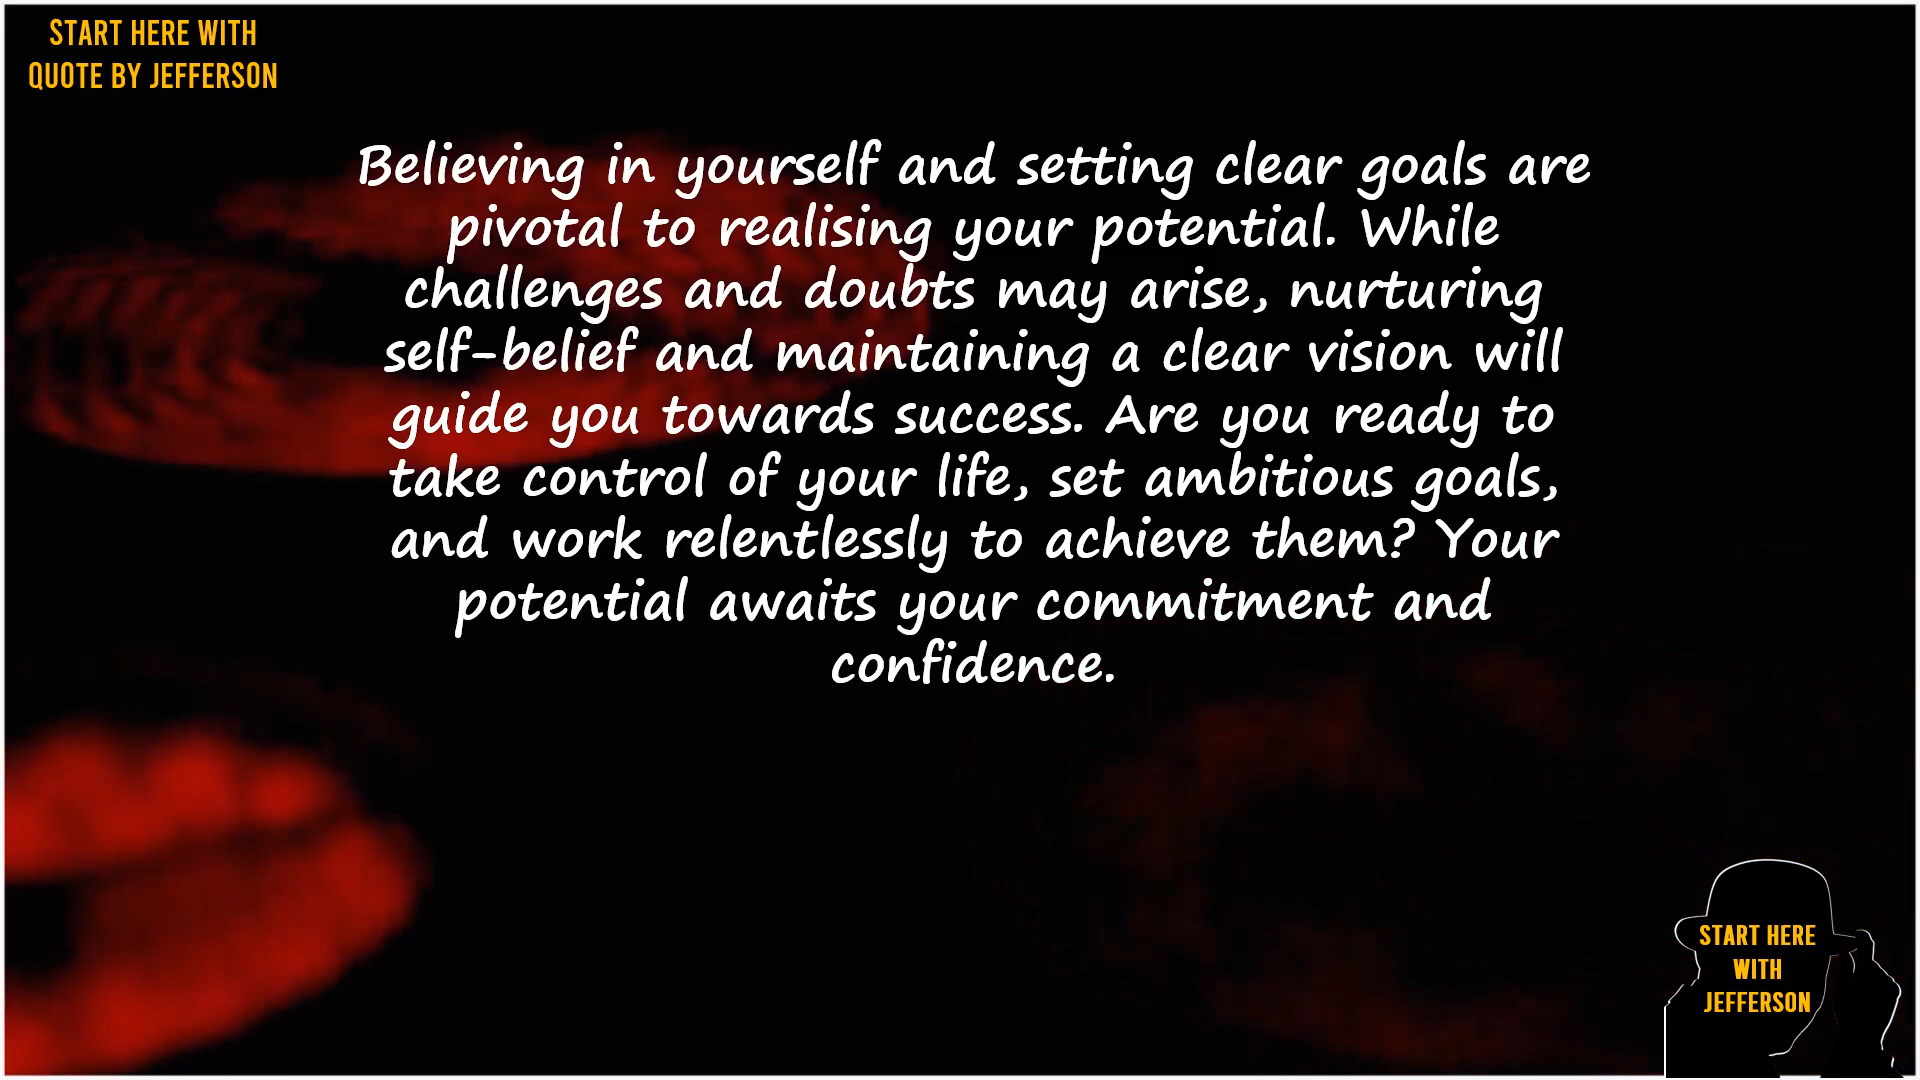 START HERE WITH
QUOTE BY JEFFERSON
Believing in yourself and setting clear goals are
pivotal to realising your potential. While
challenges and doubts may arise, nurturing
self-belief and maintaining a clear vision will
guide you towards success. Are you ready to
take control of your life, set ambitious goals,
and work relentlessly to achieve them? Your
potential awaits your commitment and
confidence.
START HERE
WITH
JEFFERSON